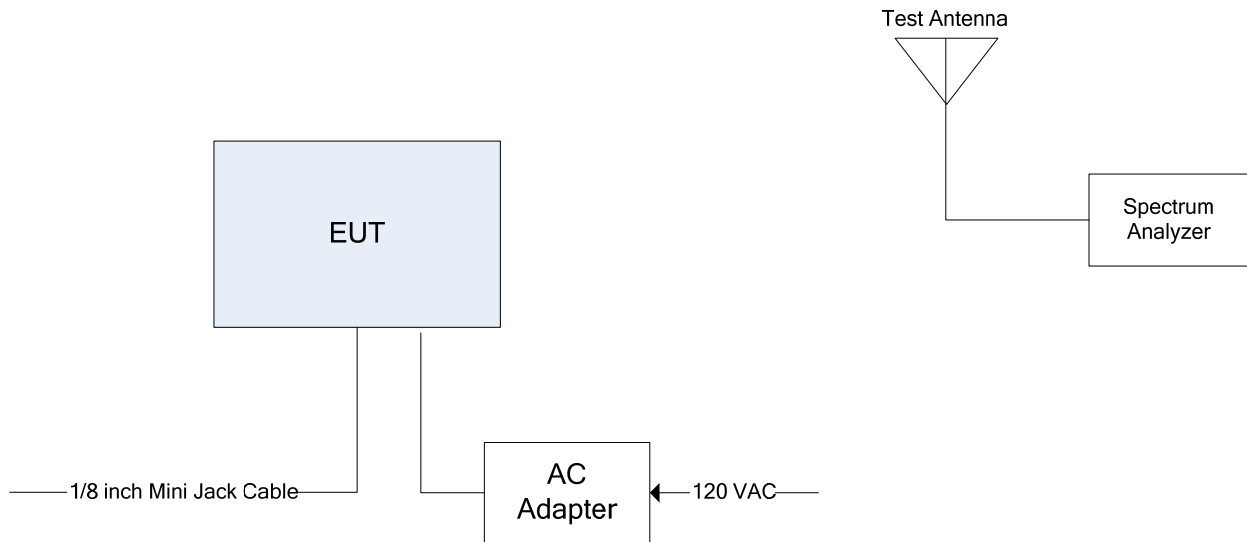 Test Antenna
EUT
Spectrum
Analyzer
1/8 inch Mini Jack Cable
AC
Adapter
120 VAC